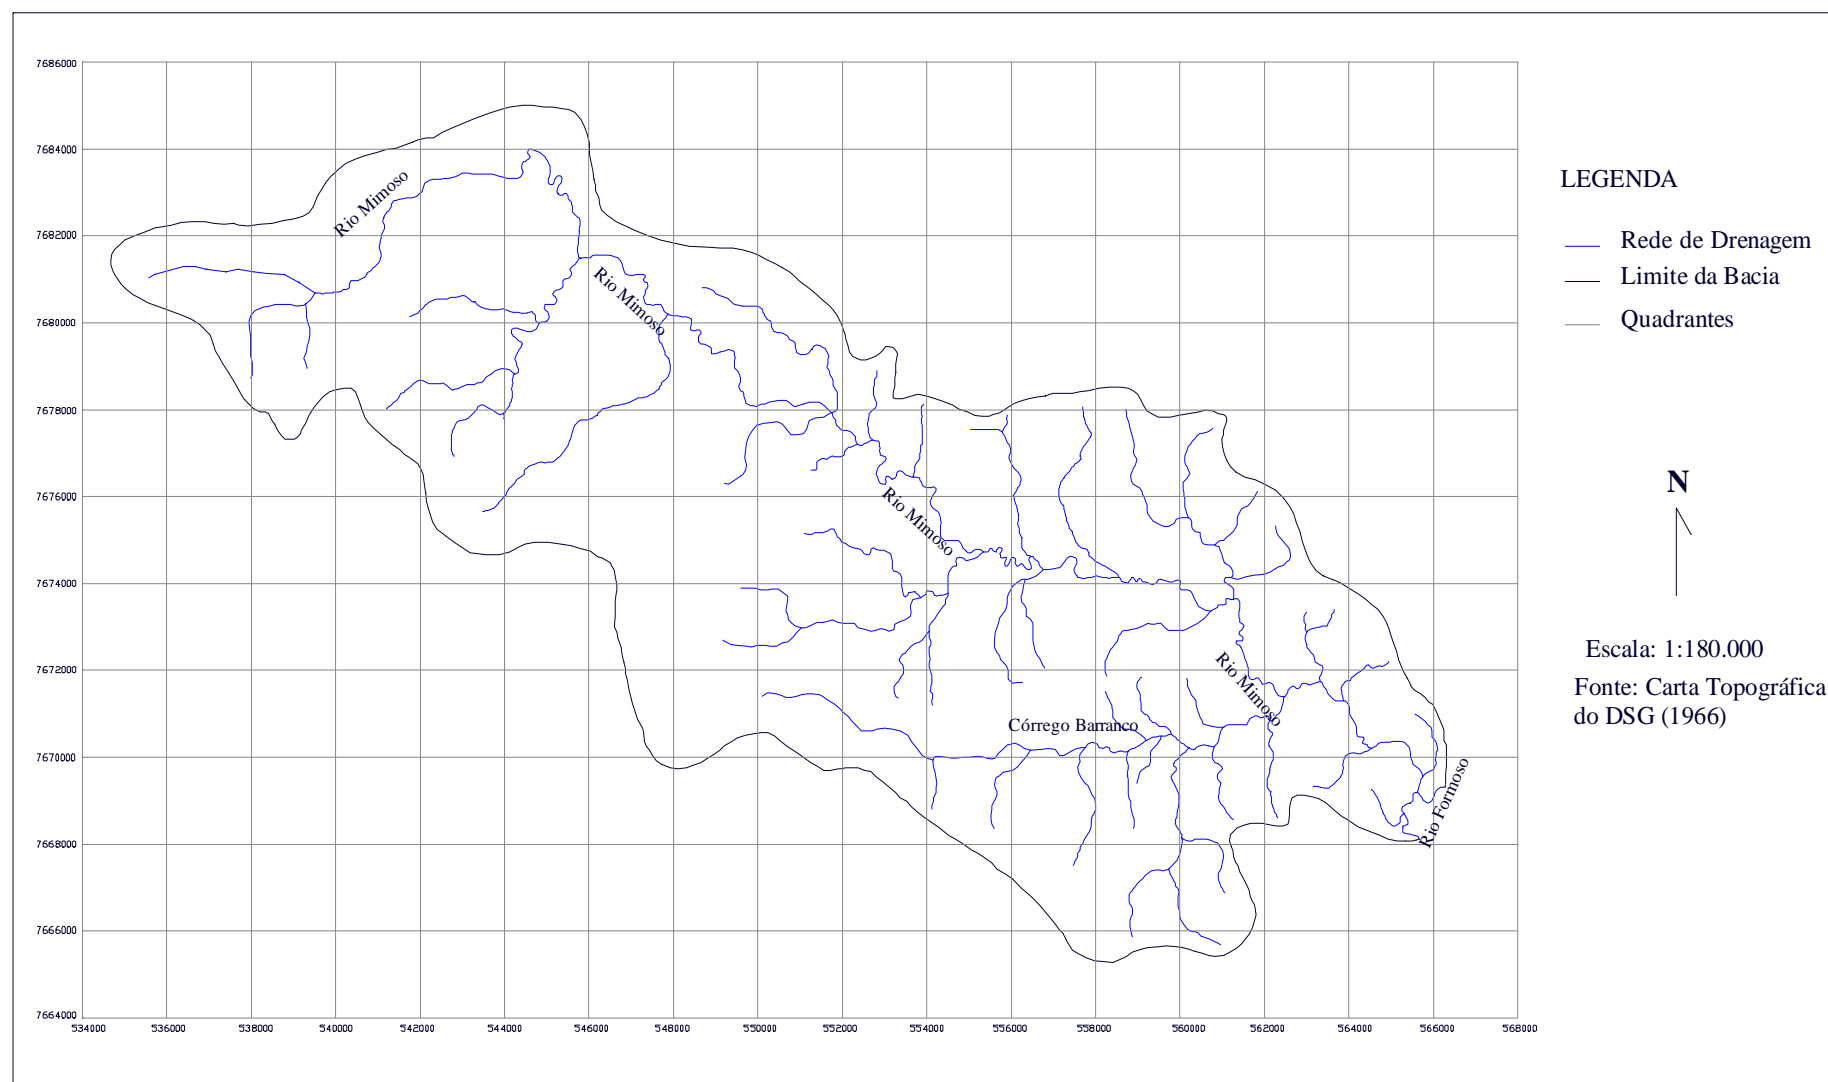 7686000
7684000
7682000
7680000
7678000
7676000
7674000
7672000
7670000
7668000
7666000
7664000
534000 536000 538000 540000 542000 544000 546000 548000 550000 552000 554000 556000 558000 560000 562000 564000 566000 568000
Rio Mimoso
Rio Mimoso
Rio Mimoso
Rio Mimoso
Córrego Barranco
Rio Formoso
LEGENDA
Rede de Drenagem
Limite da Bacia
Quadrantes
N
Escala: 1:180.000
Fonte: Carta Topográfica
do DSG (1966)